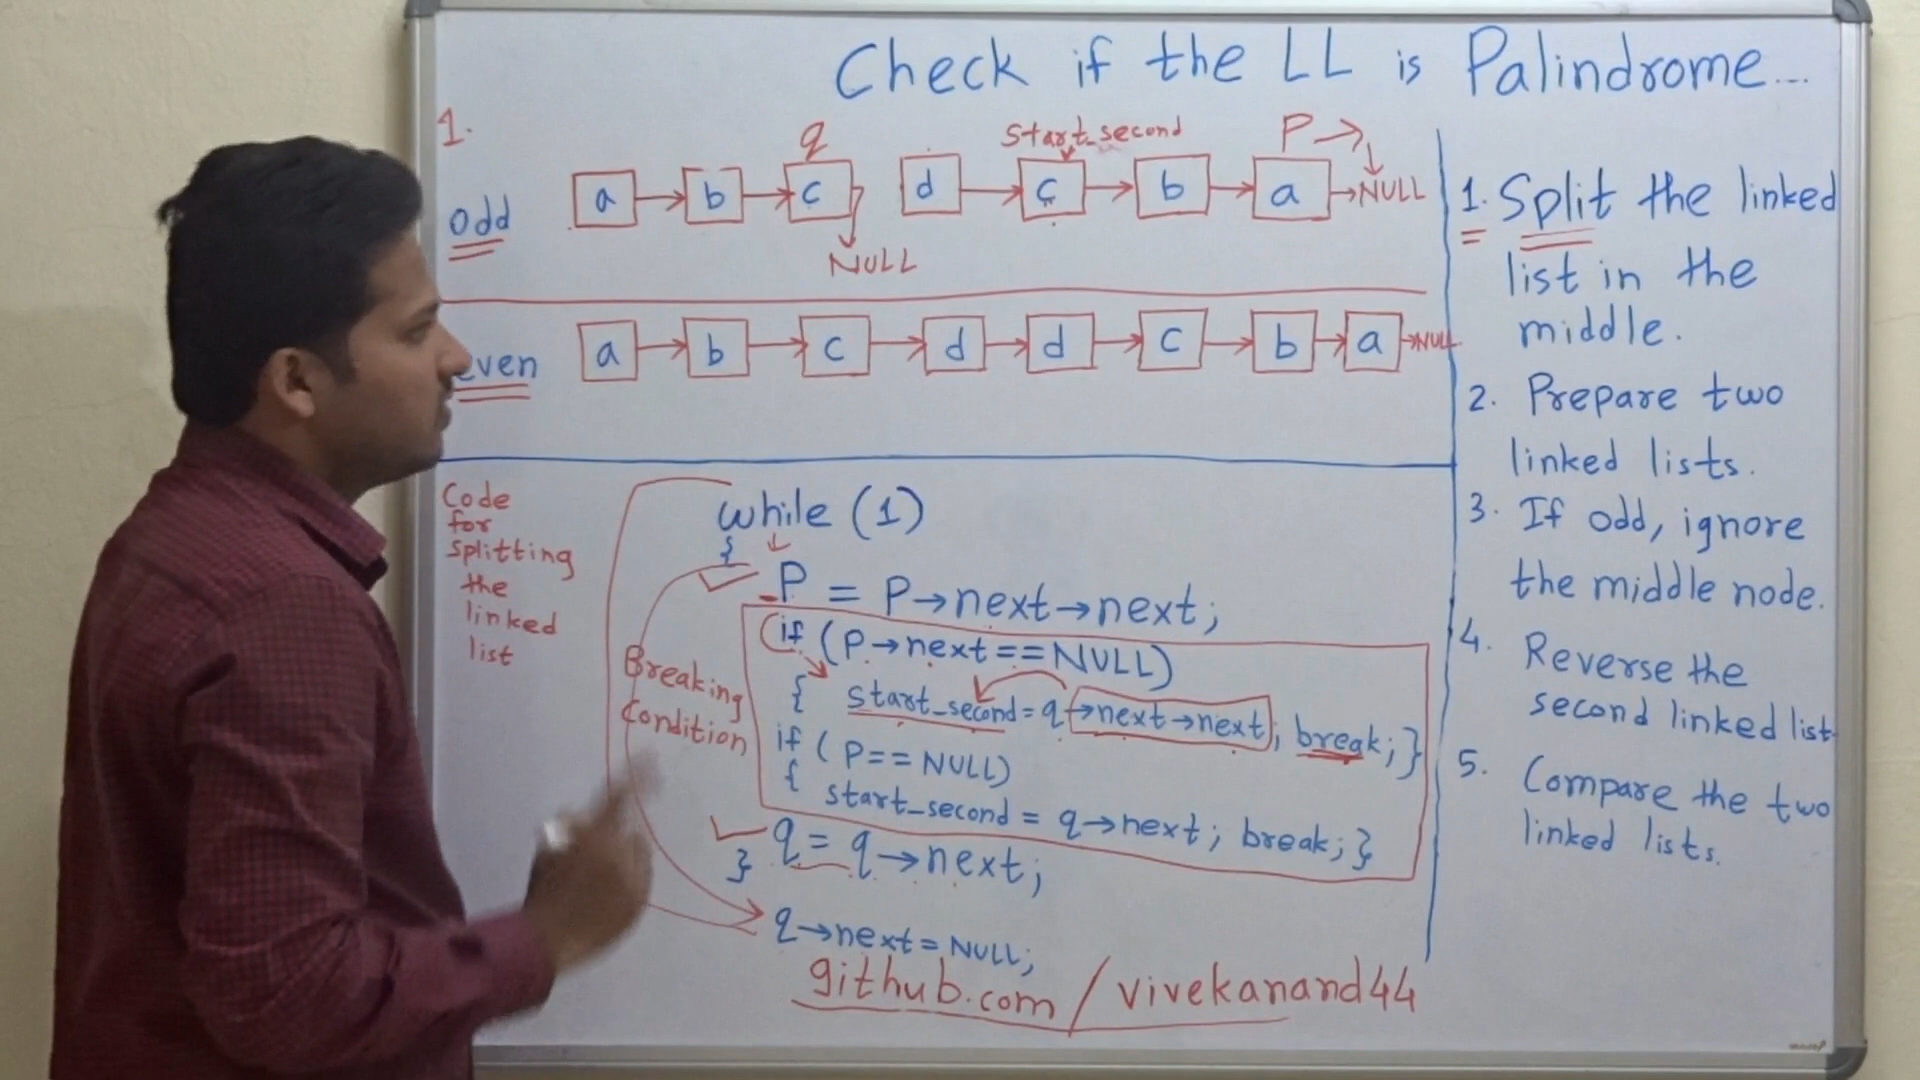 Check if the LL is Palindrome...
1.
q
Start_second
P
odd
a b c d c b a NULL
NULL
even
a b c d d c b a NULL
Code
for
splitting
the
linked
list
while (1)
{
P = P→next→next;
if (P→next==NULL)
{ start_second=q→next→next; break;}
if (P==NULL)
{ start_second = q→next; break;}
q = q→next;
}
q→next=NULL;
Breaking
Condition
github.com/vivekanand44
1. Split the linked
list in the
middle.
2. Prepare two
linked lists.
3. If odd, ignore
the middle node.
4. Reverse the
second linked list
5. Compare the two
linked lists.